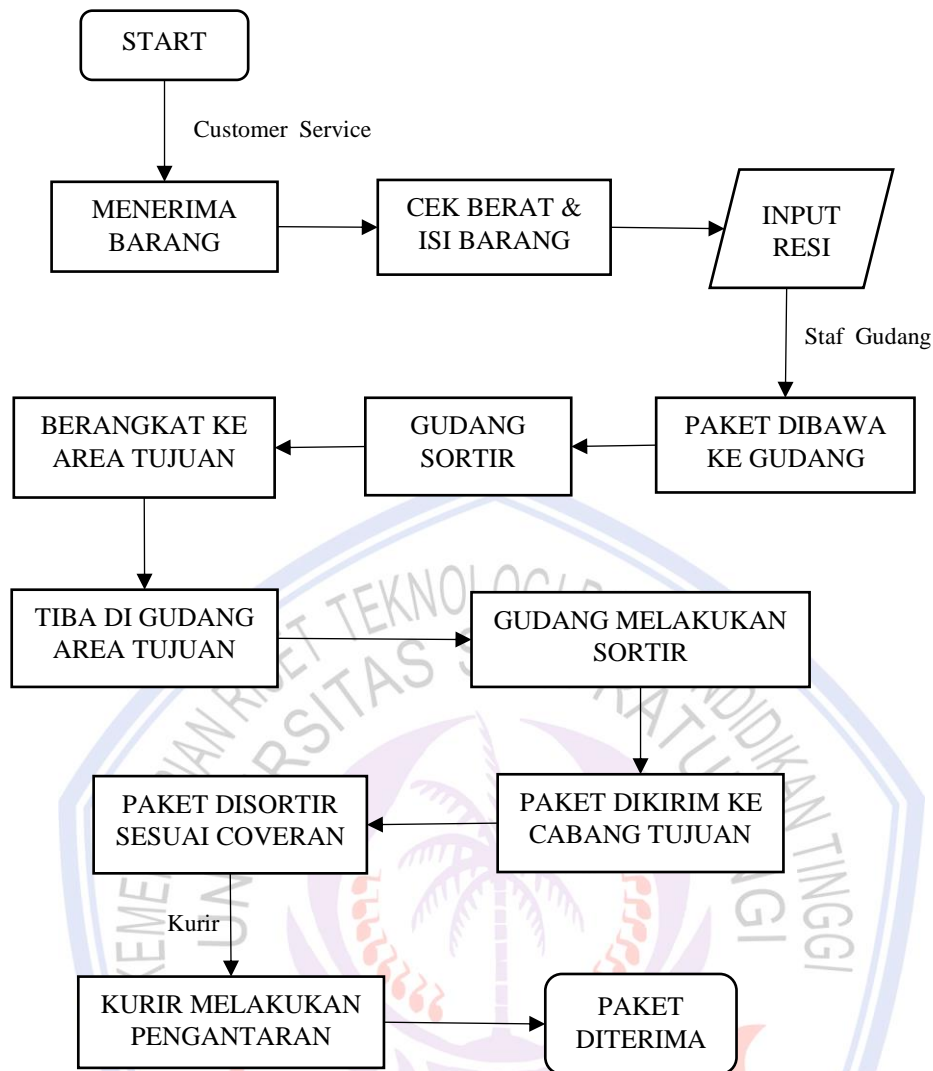 START
Customer Service
MENERIMA
BARANG
CEK BERAT &
ISI BARANG
INPUT
RESI
Staf Gudang
PAKET DIBAWA
KE GUDANG
GUDANG
SORTIR
BERANGKAT KE
AREA TUJUAN
TIBA DI GUDANG
AREA TUJUAN
GUDANG MELAKUKAN
SORTIR
PAKET DIKIRIM KE
CABANG TUJUAN
PAKET DISORTIR
SESUAI COVERAN
Kurir
KURIR MELAKUKAN
PENGANTARAN
PAKET
DITERIMA
TEKNOLOGI
TINGGI